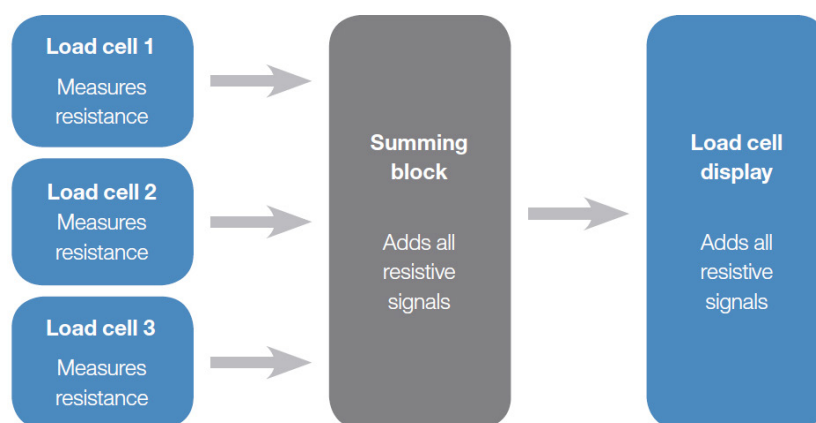 Load cell 1
Measures
resistance
Load cell 2
Measures
resistance
Load cell 3
Measures
resistance
Summing
block
Adds all
resistive
signals
Load cell
display
Adds all
resistive
signals